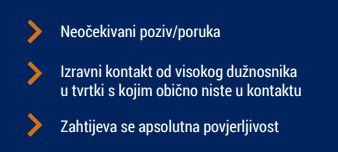 Neočekivani poziv/poruka
Izravni kontakt od visokog dužnosnika
u tvrtki s kojim obično niste u kontaktu
Zahtijeva se apsolutna povjerljivost